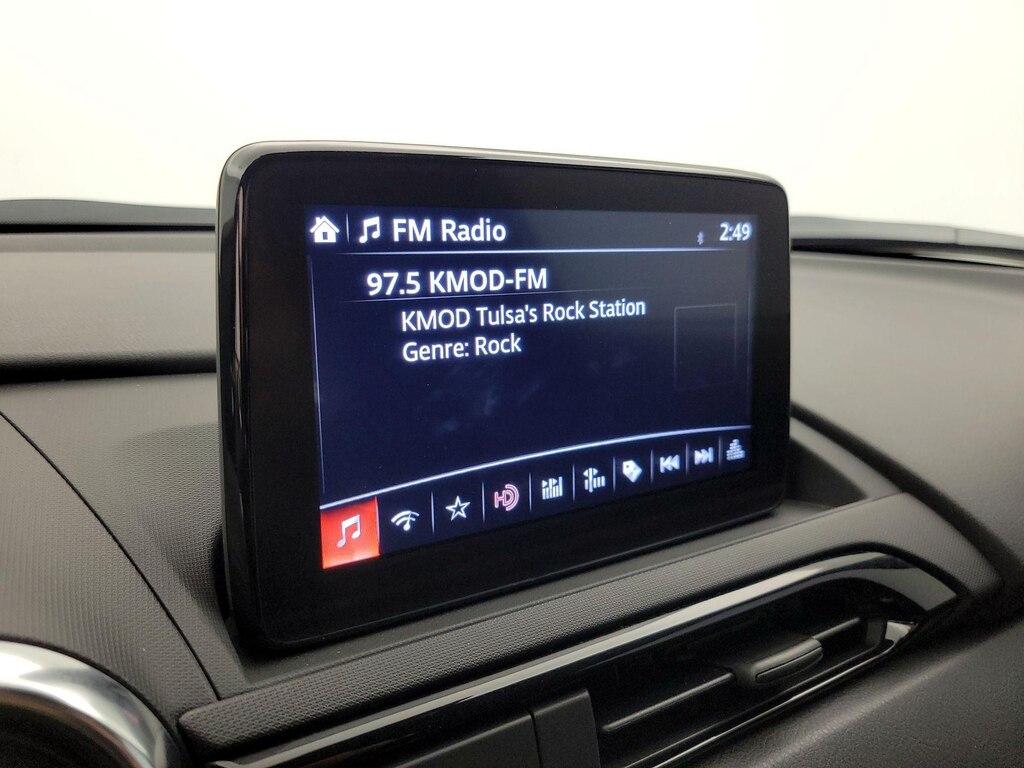 FM Radio
2:49
97.5 KMOD-FM
KMOD Tulsa's Rock Station
Genre: Rock
HD